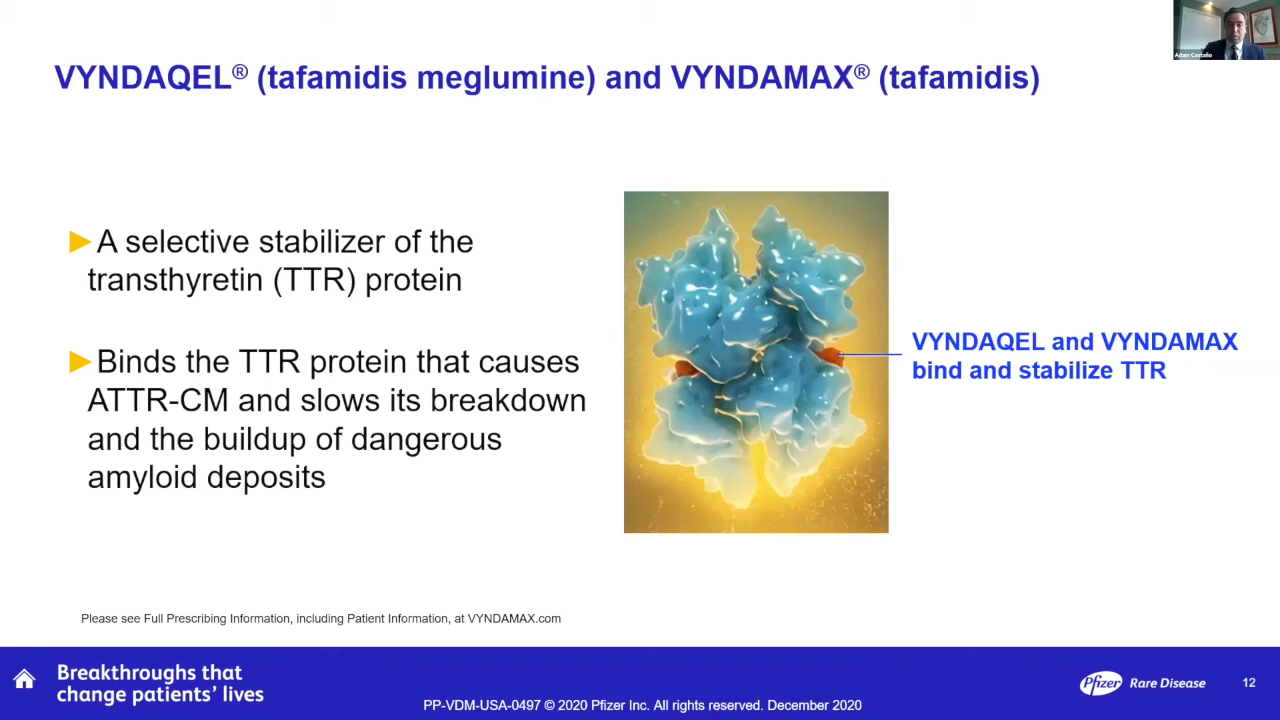 Adam Castaño
VYNDAQEL® (tafamidis meglumine) and VYNDAMAX® (tafamidis)
►A selective stabilizer of the
transthyretin (TTR) protein
►Binds the TTR protein that causes
ATTR-CM and slows its breakdown
and the buildup of dangerous
amyloid deposits
VYNDAQEL and VYNDAMAX
bind and stabilize TTR
Please see Full Prescribing Information, including Patient Information, at VYNDAMAX.com
Breakthroughs that
change patients’ lives
PP-VDM-USA-0497 © 2020 Pfizer Inc. All rights reserved. December 2020
Pfizer Rare Disease
12